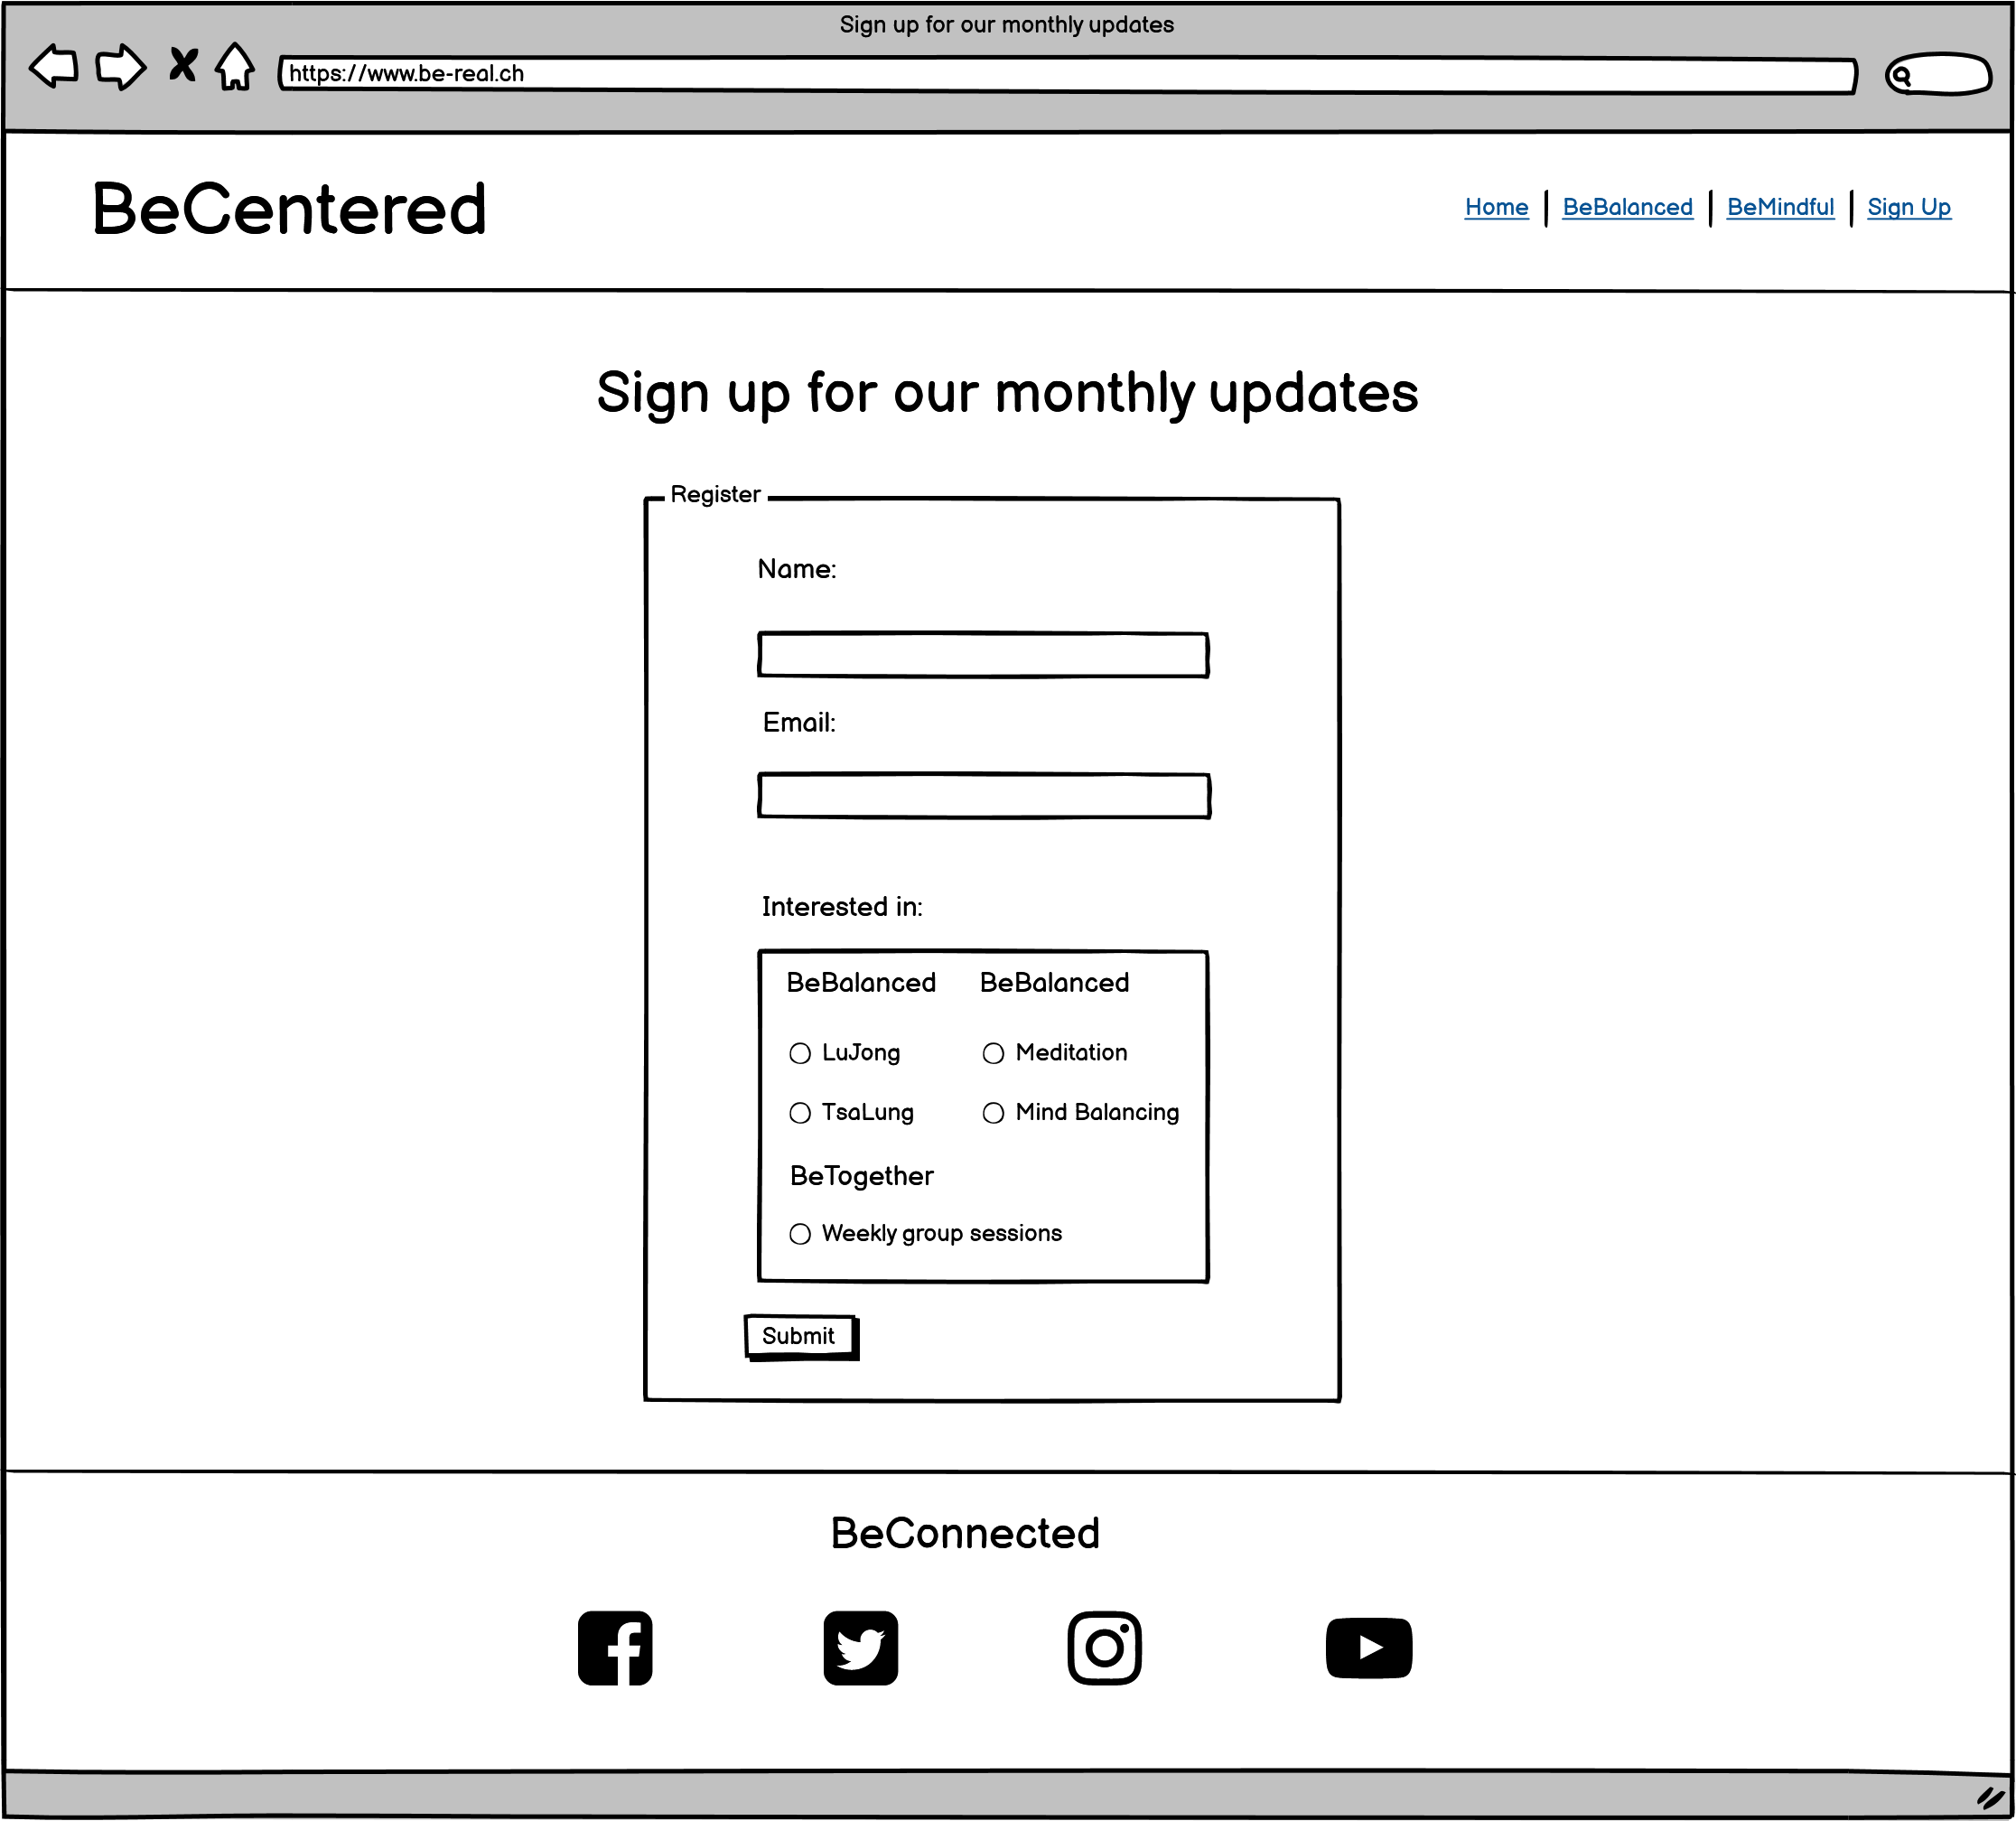 Sign up for our monthly updates
https://www.be-real.ch
BeCentered
Home | BeBalanced | BeMindful | Sign Up
Sign up for our monthly updates
Register
Name:
Email:
Interested in:
BeBalanced BeBalanced
LuJong Meditation
TsaLung Mind Balancing
BeTogether
Weekly group sessions
Submit
BeConnected